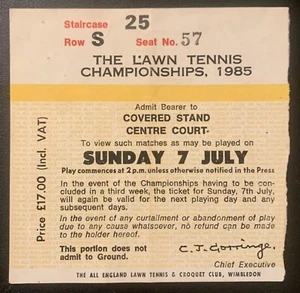 Staircase 25
Row S Seat No. 57
THE LAWN TENNIS
CHAMPIONSHIPS, 1985
Admit Bearer to
COVERED STAND
CENTRE COURT
To view such matches as may be played on
SUNDAY 7 JULY
Play commences at 2 p.m. unless otherwise notified in the Press
In the event of the Championships having to be con-
cluded in a third week, the ticket for Sunday, 7th July,
will again be valid for the next playing day and any
subsequent days.
In the event of any curtailment or abandonment of play
due to any cause whatsoever, no refund can be made
to the holder hereof.
This portion does not
admit to Ground.
C. J. Gorringe.
Chief Executive
THE ALL ENGLAND LAWN TENNIS & CROQUET CLUB, WIMBLEDON
Price £17.00 (Incl. VAT)